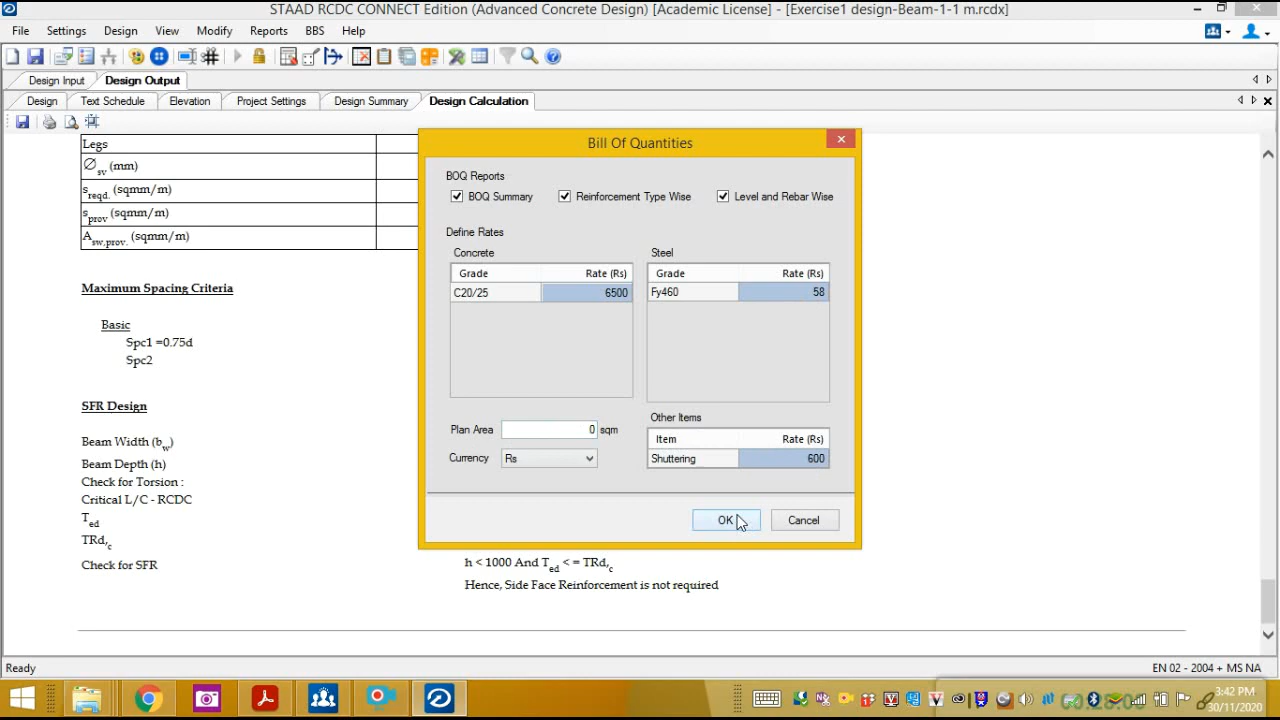 STAAD RCDC CONNECT Edition (Advanced Concrete Design) [Academic License] - [Exercise1 design-Beam-1-1 m.rcdx]
File Settings Design View Modify Reports BBS Help
Design Input Design Output
Design Text Schedule Elevation Project Settings Design Summary Design Calculation
Legs
∅sv (mm)
sreqd. (sqmm/m)
sprov (sqmm/m)
Asw,prov. (sqmm/m)
Maximum Spacing Criteria
Basic
Spc1 =0.75d
Spc2
SFR Design
Beam Width (bw)
Beam Depth (h)
Check for Torsion :
Critical L/C - RCDC
Ted
TRd,c
Check for SFR
h < 1000 And Ted < = TRd,c
Hence, Side Face Reinforcement is not required
Bill Of Quantities
BOQ Reports
BOQ Summary Reinforcement Type Wise Level and Rebar Wise
Define Rates
Concrete
Grade Rate (Rs)
C20/25 6500
Steel
Grade Rate (Rs)
Fy460 58
Plan Area 0 sqm
Currency Rs
Other Items
Item Rate (Rs)
Shuttering 600
OK Cancel
Ready EN 02 - 2004 + MS NA
3:42 PM
30/11/2020